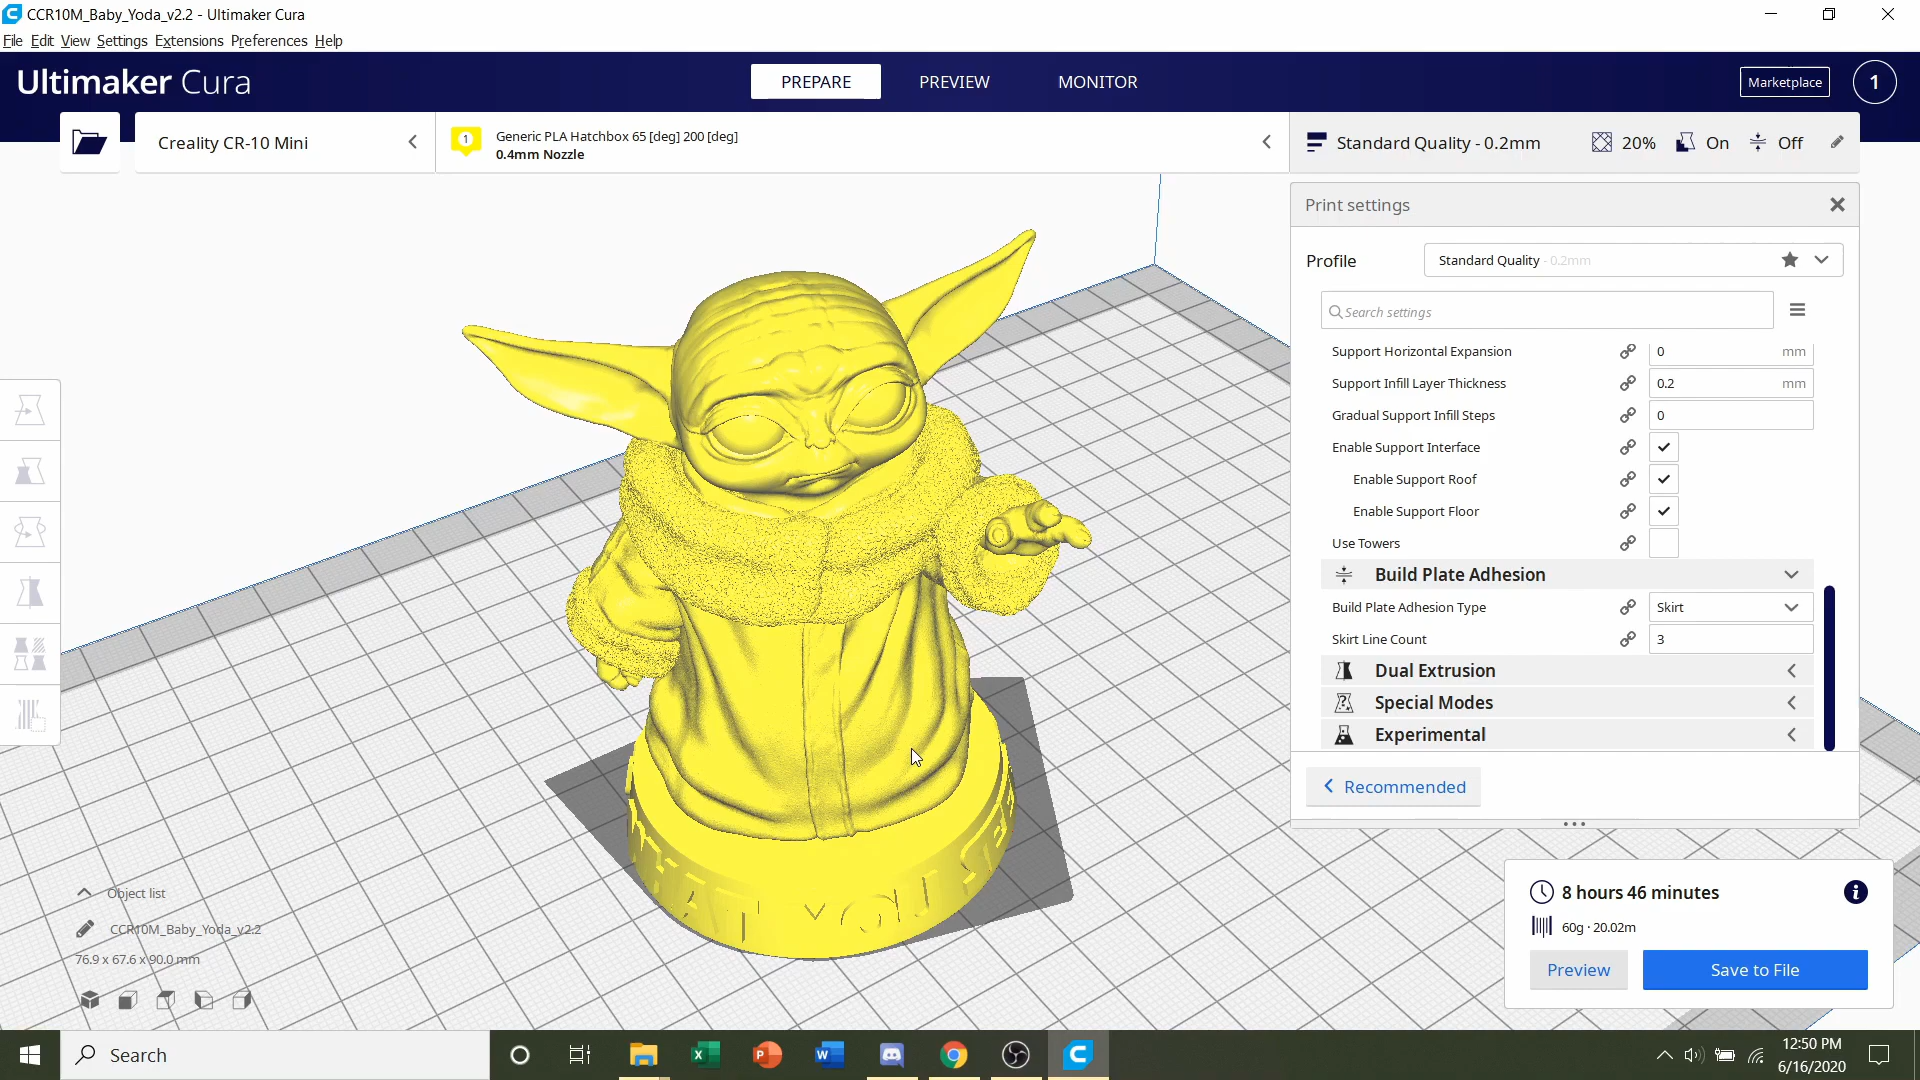 CCR10M_Baby_Yoda_v2.2 - Ultimaker Cura
File Edit View Settings Extensions Preferences Help
Ultimaker Cura
PREPARE
PREVIEW
MONITOR
Marketplace
1
Creality CR-10 Mini
1
Generic PLA Hatchbox 65 [deg] 200 [deg]
0.4mm Nozzle
Standard Quality - 0.2mm
20%
On
Off
Print settings
Profile
Standard Quality - 0.2mm
Search settings
Support Horizontal Expansion
0 mm
Support Infill Layer Thickness
0.2 mm
Gradual Support Infill Steps
0
Enable Support Interface
Enable Support Roof
Enable Support Floor
Use Towers
Build Plate Adhesion
Build Plate Adhesion Type
Skirt
Skirt Line Count
3
Dual Extrusion
Special Modes
Experimental
Recommended
Object list
CCR10M_Baby_Yoda_v2.2
76.9 x 67.6 x 90.0 mm
8 hours 46 minutes
60g · 20.02m
Preview
Save to File
Search
12:50 PM
6/16/2020